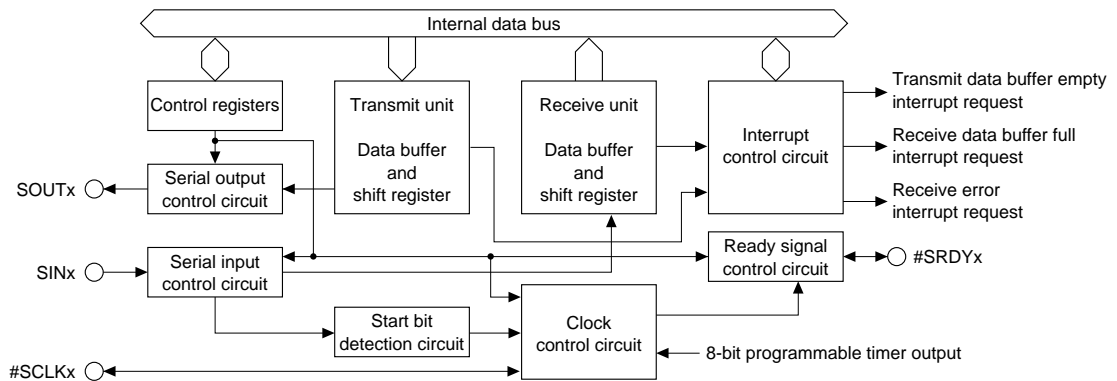 Internal data bus
Control registers
Transmit unit
Data buffer
and
shift register
Receive unit
Data buffer
and
shift register
Interrupt
control circuit
Transmit data buffer empty
interrupt request
Receive data buffer full
interrupt request
Receive error
interrupt request
SOUTx
Serial output
control circuit
SINx
Serial input
control circuit
Ready signal
control circuit
#SRDYx
Start bit
detection circuit
Clock
control circuit
8-bit programmable timer output
#SCLKx